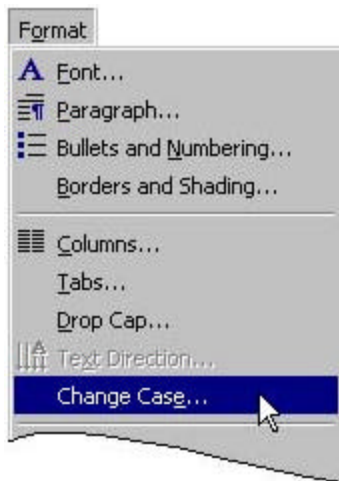 Format
Font...
Paragraph...
Bullets and Numbering...
Borders and Shading...
Columns...
Tabs...
Drop Cap...
Text Direction...
Change Case...